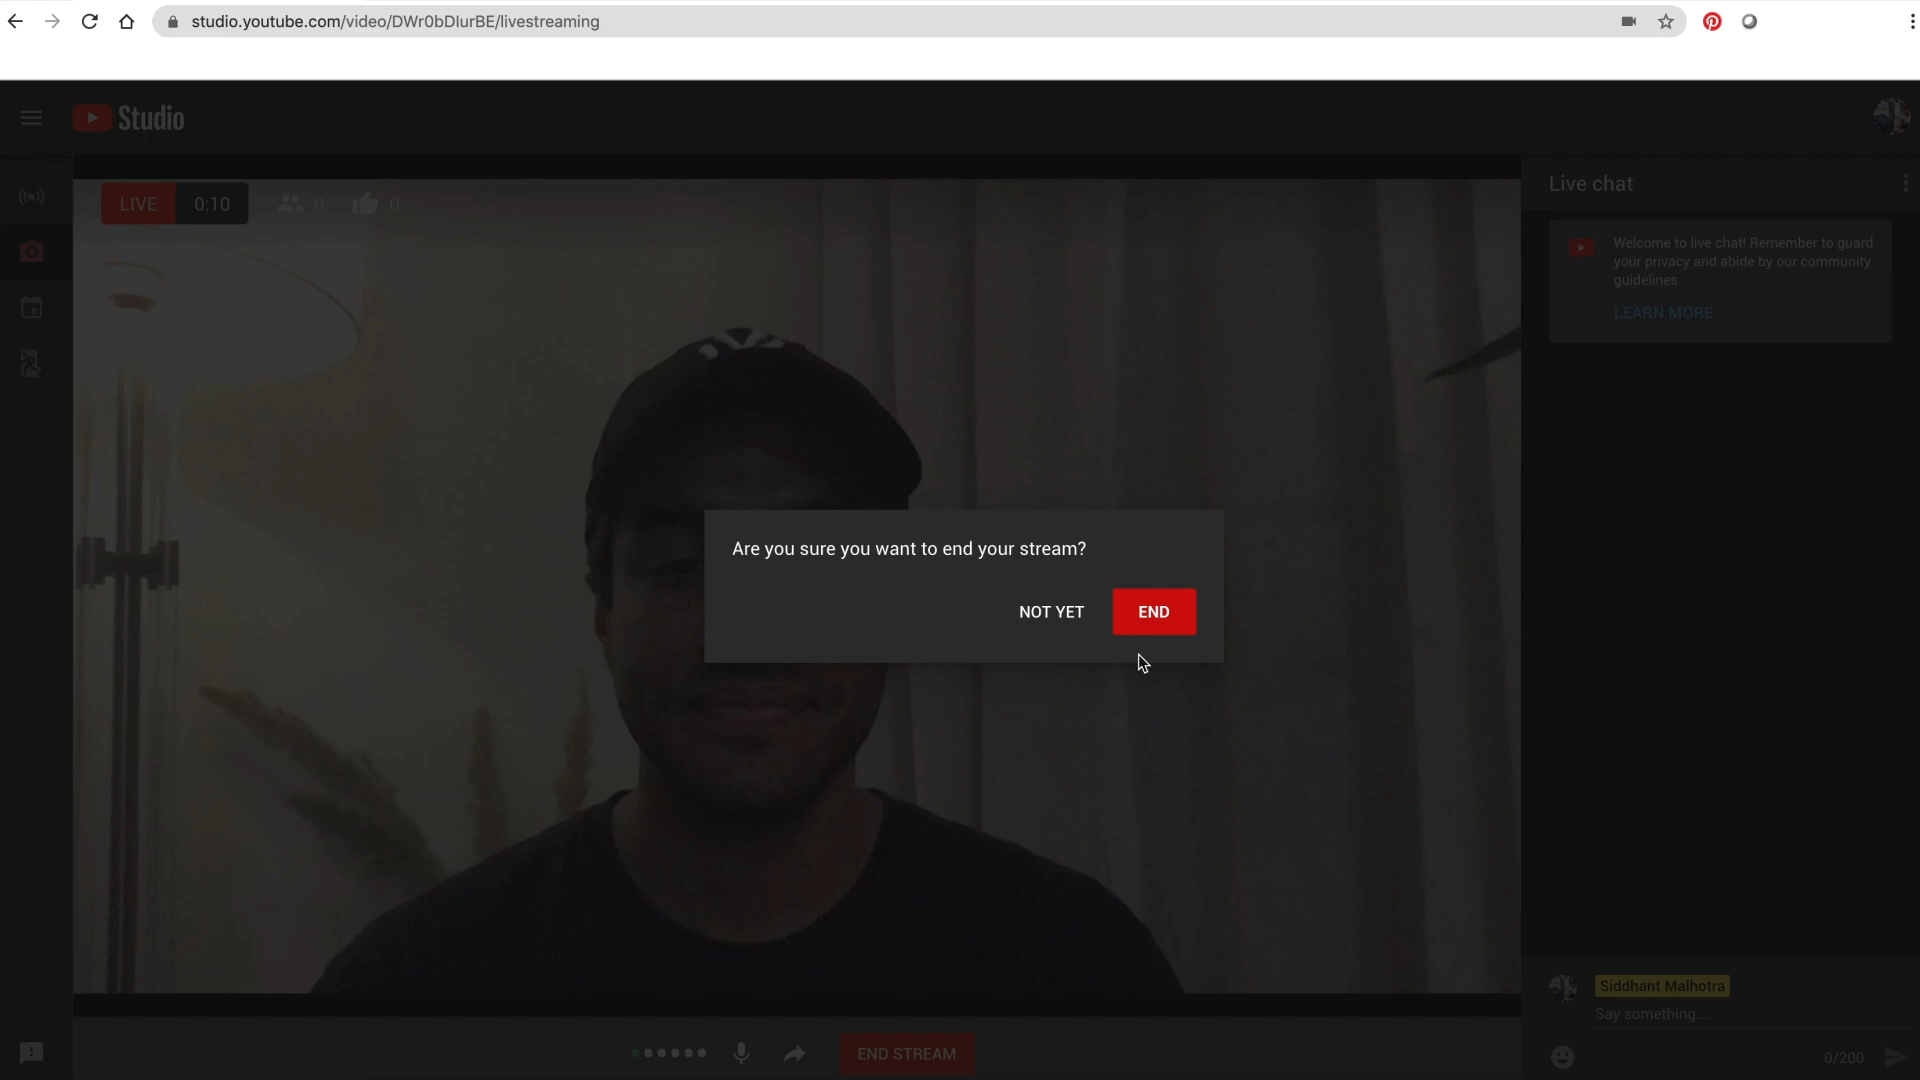 studio.youtube.com/video/DWr0bDIurBE/livestreaming
Studio
LIVE 0:10 0 0
Live chat
Welcome to live chat! Remember to guard
your privacy and abide by our community
guidelines.
LEARN MORE
Are you sure you want to end your stream?
NOT YET END
Siddhant Malhotra
Say something...
0/200
END STREAM